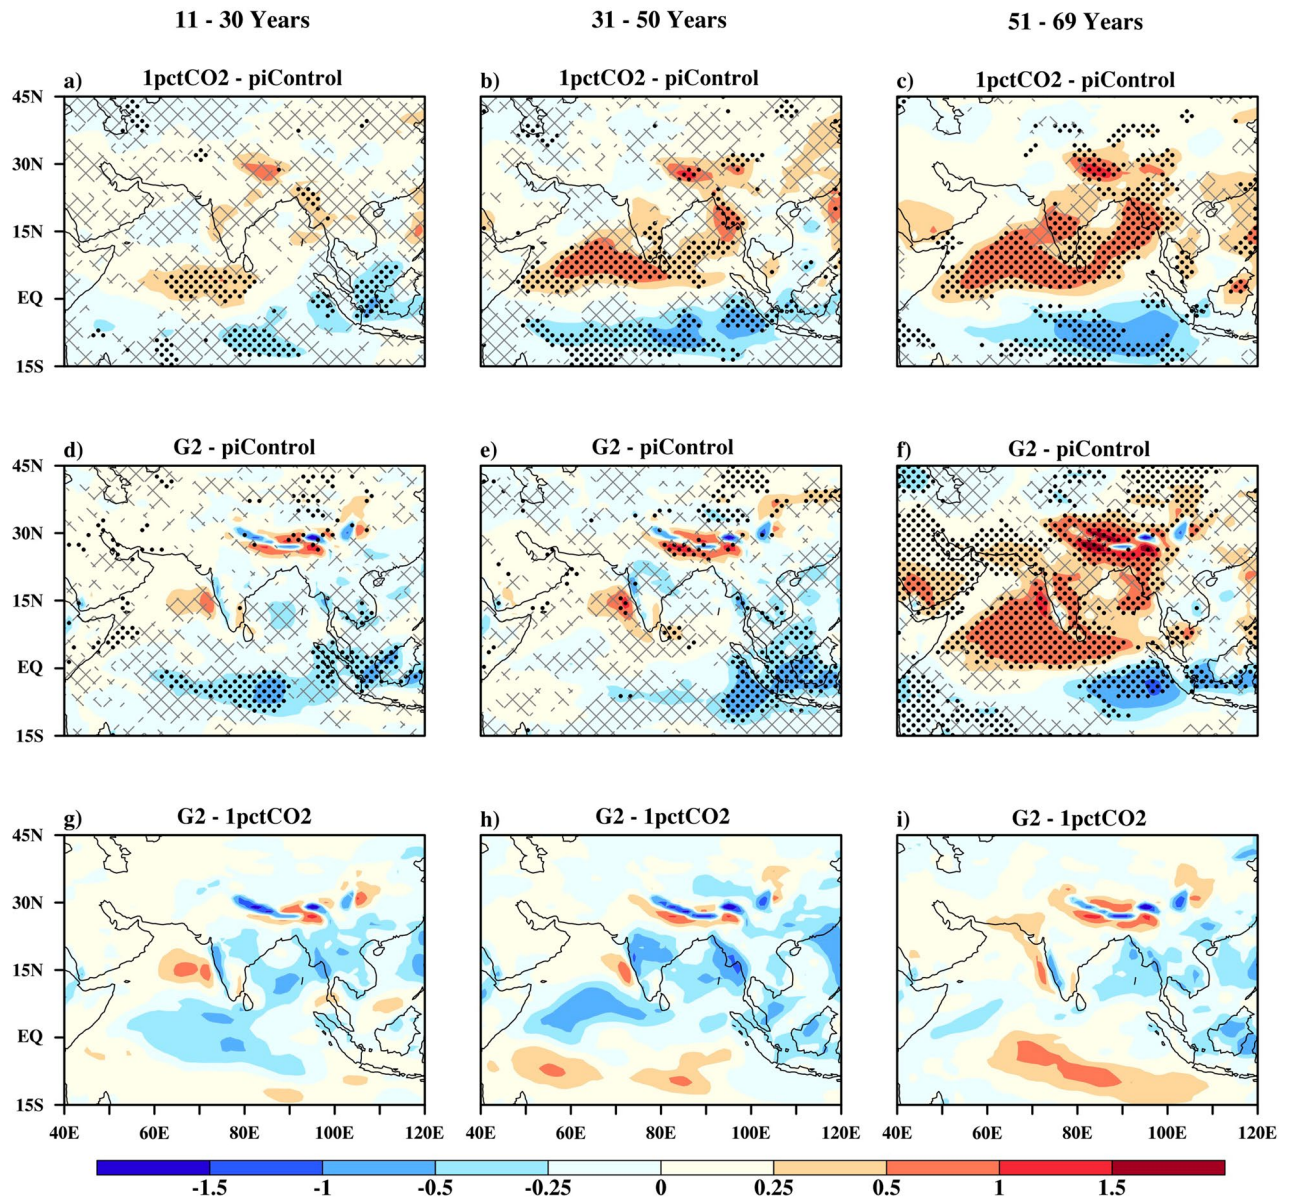 11 - 30 Years 31 - 50 Years 51 - 69 Years
a) 1pctCO2 - piControl b) 1pctCO2 - piControl c) 1pctCO2 - piControl
45N
30N
15N
EQ
15S
d) G2 - piControl e) G2 - piControl f) G2 - piControl
45N
30N
15N
EQ
15S
g) G2 - 1pctCO2 h) G2 - 1pctCO2 i) G2 - 1pctCO2
45N
30N
15N
EQ
15S
40E 60E 80E 100E 120E 40E 60E 80E 100E 120E 40E 60E 80E 100E 120E
-1.5 -1 -0.5 -0.25 0 0.25 0.5 1 1.5